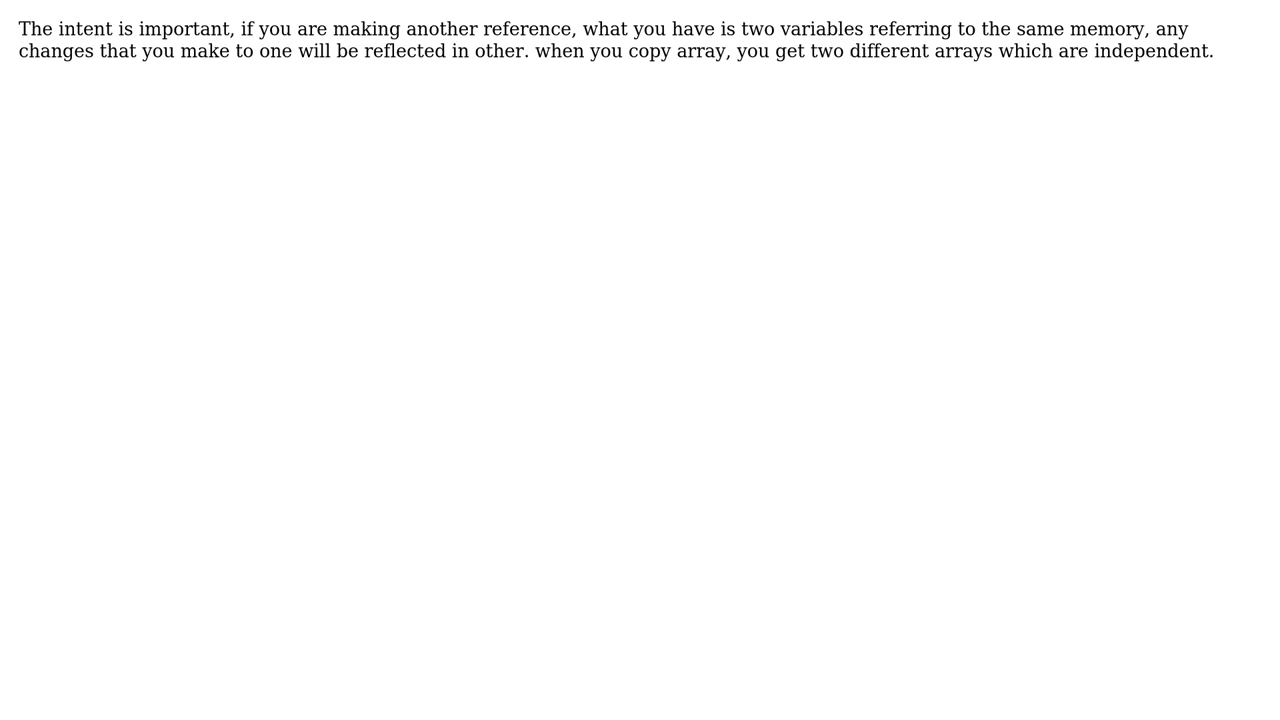 The intent is important, if you are making another reference, what you have is two variables referring to the same memory, any
changes that you make to one will be reflected in other. when you copy array, you get two different arrays which are independent.